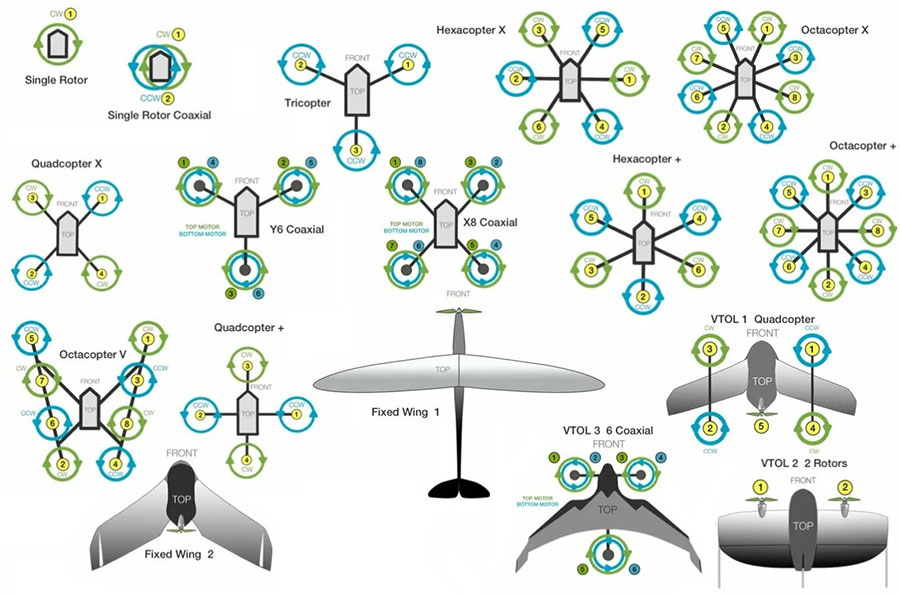 CW 1
Single Rotor
CW 1
CCW 2
Single Rotor Coaxial
FRONT
CCW 2
CCW 1
TOP
Tricopter
3 CCW
Hexacopter X
CW 3
CCW 5
FRONT
CCW 2
TOP
CW 1
6 CW
4 CCW
Octacopter X
CCW 5
CW 1
CW 7
FRONT
CCW 3
TOP
CCW 6
CW 8
2 CW
4 CCW
Quadcopter X
CW 3
CCW 1
FRONT
TOP
2 CCW
4 CW
1 4
2 5
FRONT
TOP
TOP MOTOR
BOTTOM MOTOR
Y6 Coaxial
3 6
1 8
3 2
FRONT
TOP
TOP MOTOR
BOTTOM MOTOR
X8 Coaxial
7 6
5 4
Hexacopter +
CW 1
FRONT
CCW 5
CCW 4
TOP
3 CW
6 CW
2 CCW
Octacopter +
CW 1
CCW 5
CCW 3
FRONT
CW 7
TOP
CW 8
6 CCW
4 CCW
2 CW
Octacopter V
CCW 5
CW 1
CW 7
CCW 3
FRONT
TOP
CCW 6
CW 8
2 CW
4 CCW
Quadcopter +
CW 3
FRONT
CCW 2
TOP
CCW 1
4 CW
FRONT
TOP
Fixed Wing 1
FRONT
TOP
Fixed Wing 2
VTOL 1 Quadcopter
FRONT
CW 3
CCW 1
TOP
2 CCW
5
4 CW
VTOL 3 6 Coaxial
FRONT
1 2 3 4
TOP MOTOR
BOTTOM MOTOR
TOP
5 6
VTOL 2 2 Rotors
FRONT
1 2
TOP